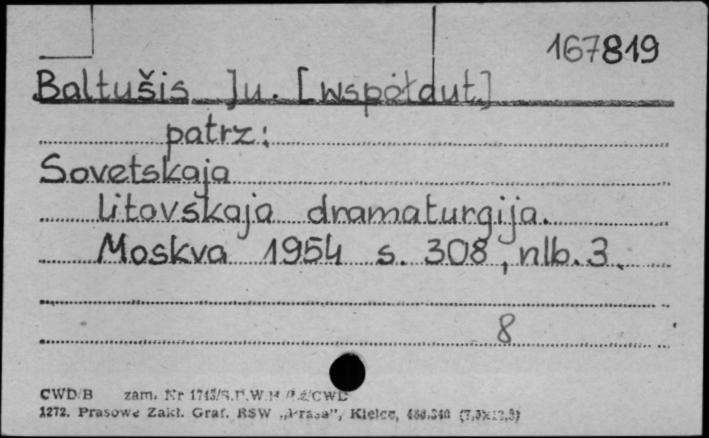 167819
Baltušis Ju. [współaut.]
patrz:
Sovetskaja
litovskaja dramaturgija.
Moskva 1954 s. 308, nlb. 3.
8
CWD/B zam. Nr
1272. Prasowe Zakł. Graf. RSW „Prasa”, Kielce,